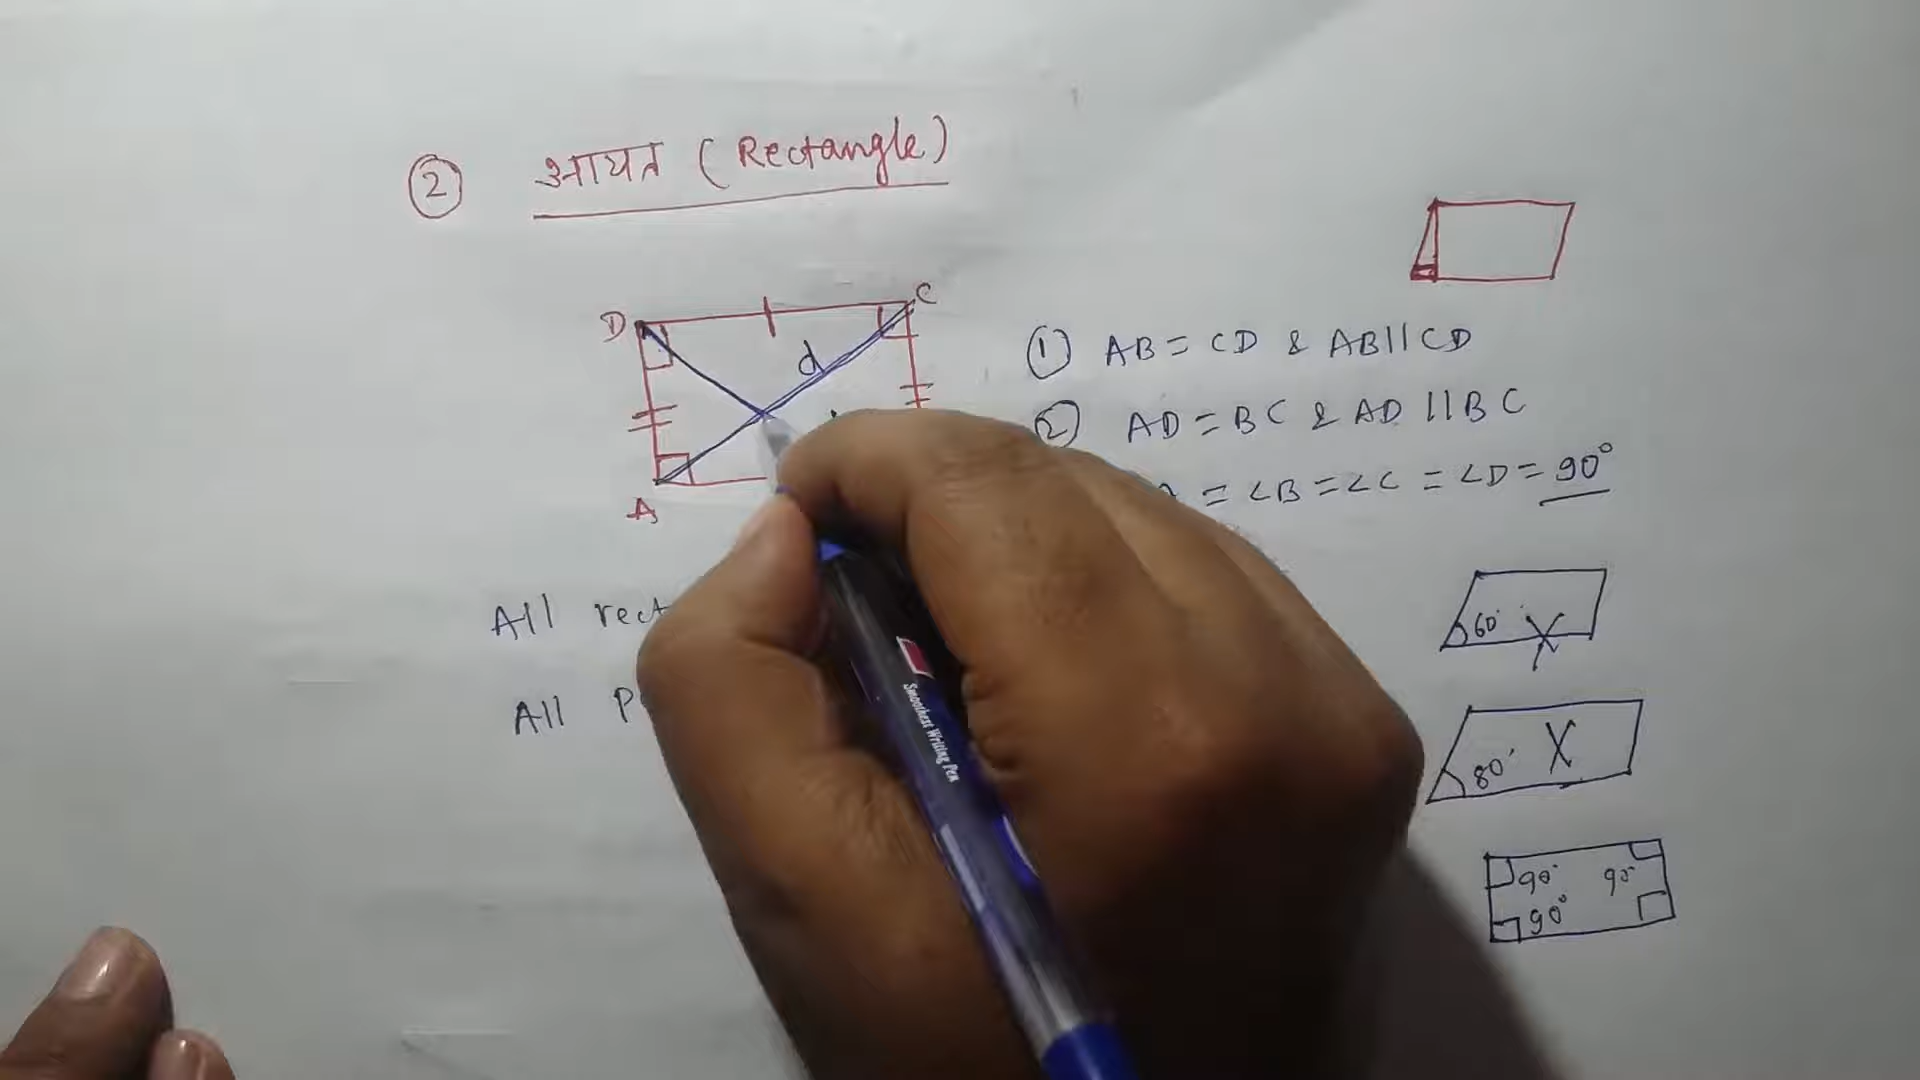 ② आयत (Rectangle)
D C
d
A
① AB = CD & AB || CD
② AD = BC & AD || BC
= ∠B = ∠C = ∠D = 90°
All rect
All
60°
X
80°
X
90° 90°
90°
Smoothest Writing Pen